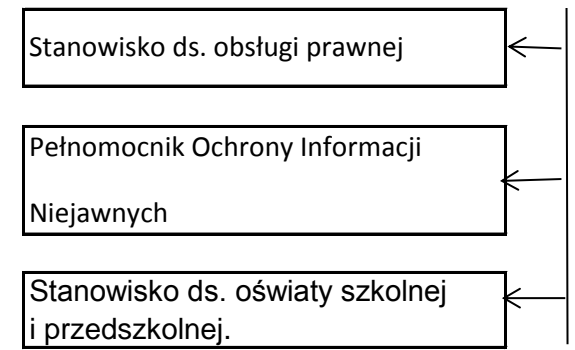 Stanowisko ds. obsługi prawnej
Pełnomocnik Ochrony Informacji
Niejawnych
Stanowisko ds. oświaty szkolnej
i przedszkolnej.